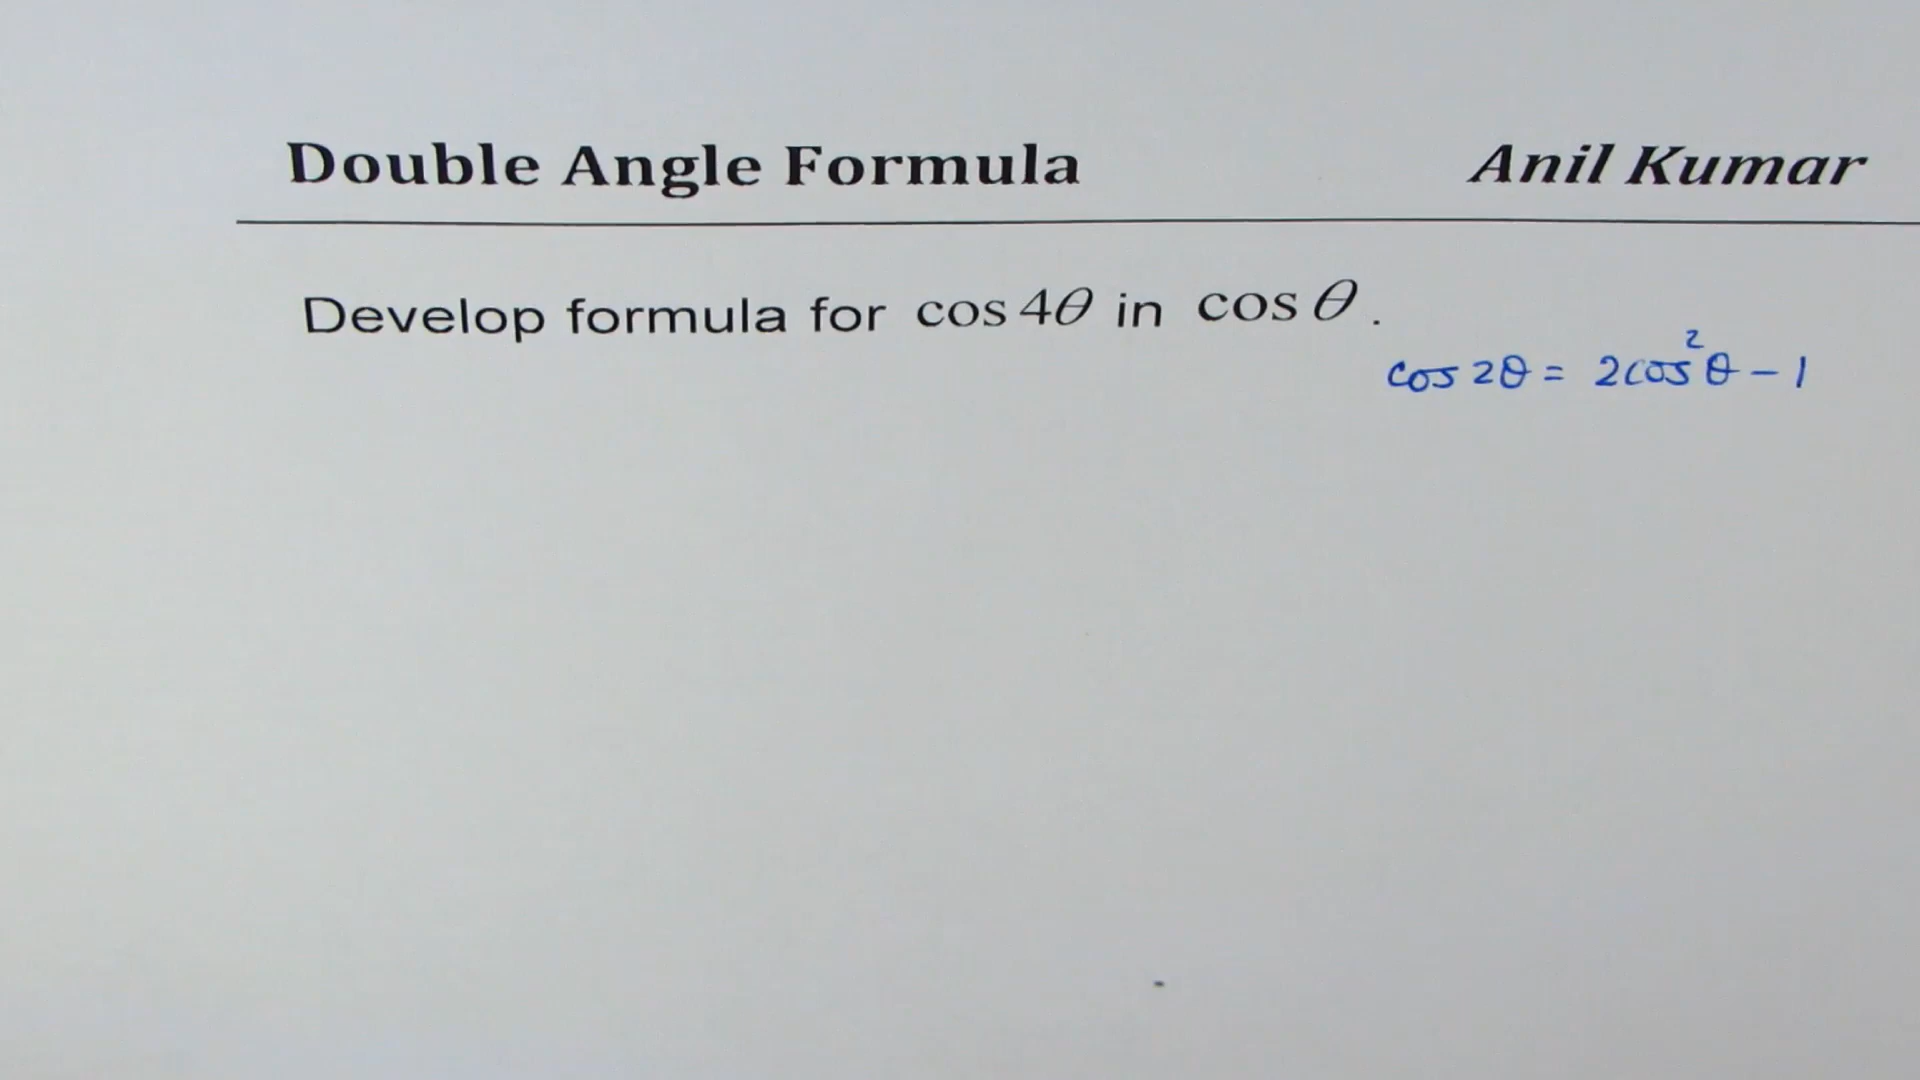 Double Angle Formula Anil Kumar
Develop formula for cos 4θ in cos θ.
cos 2θ = 2cos²θ - 1